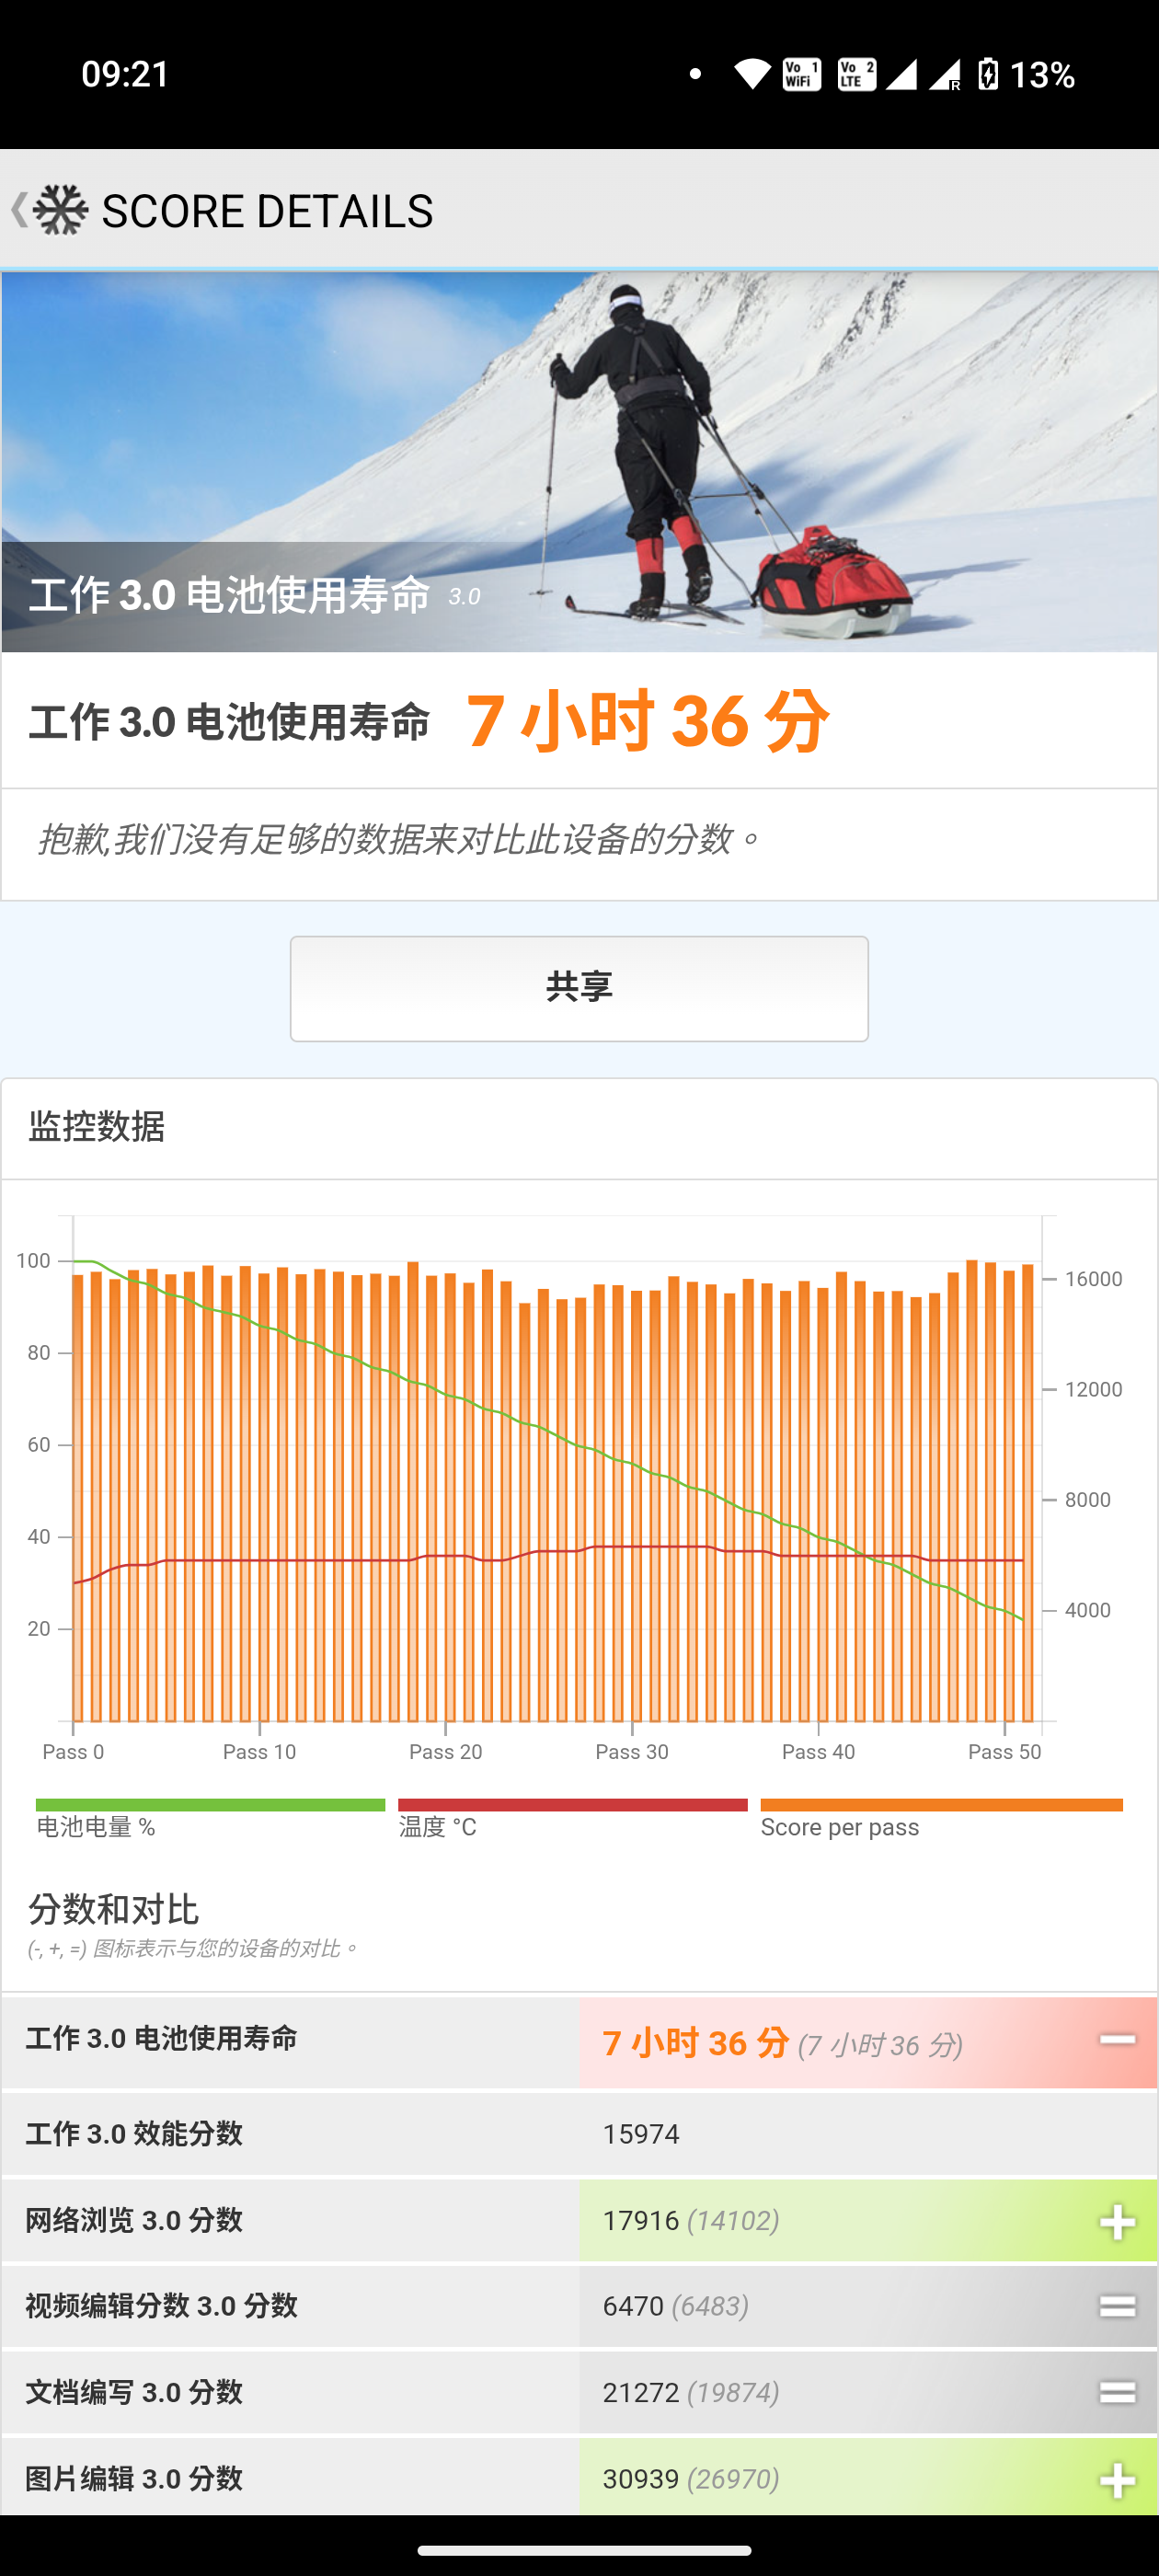 09:21
Vo 1 WiFi Vo 2 LTE R 13%
SCORE DETAILS
工作 3.0 电池使用寿命 3.0
工作 3.0 电池使用寿命 7 小时 36 分
抱歉,我们没有足够的数据来对比此设备的分数。
共享
监控数据
100
80
60
40
20
16000
12000
8000
4000
Pass 0 Pass 10 Pass 20 Pass 30 Pass 40 Pass 50
电池电量 % 温度 °C Score per pass
分数和对比
(-, +, =) 图标表示与您的设备的对比。
工作 3.0 电池使用寿命 7 小时 36 分 (7 小时 36 分)
工作 3.0 效能分数 15974
网络浏览 3.0 分数 17916 (14102)
视频编辑分数 3.0 分数 6470 (6483)
文档编写 3.0 分数 21272 (19874)
图片编辑 3.0 分数 30939 (26970)